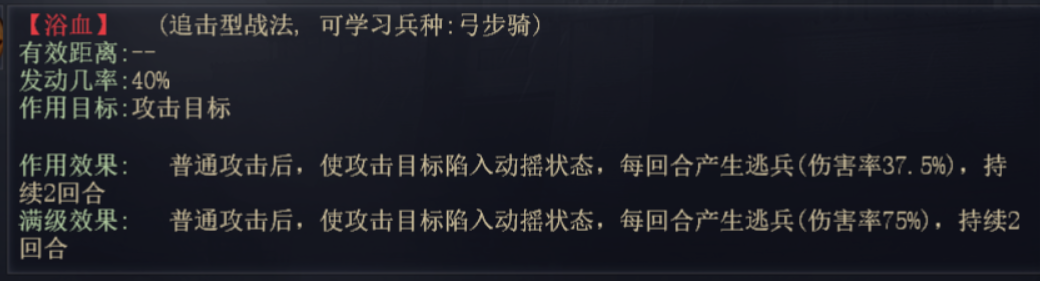 【浴血】 (追击型战法, 可学习兵种:弓步骑)
有效距离:--
发动几率:40%
作用目标:攻击目标
作用效果: 普通攻击后, 使攻击目标陷入动摇状态, 每回合产生逃兵(伤害率37.5%), 持
续2回合
满级效果: 普通攻击后, 使攻击目标陷入动摇状态, 每回合产生逃兵(伤害率75%), 持续2
回合